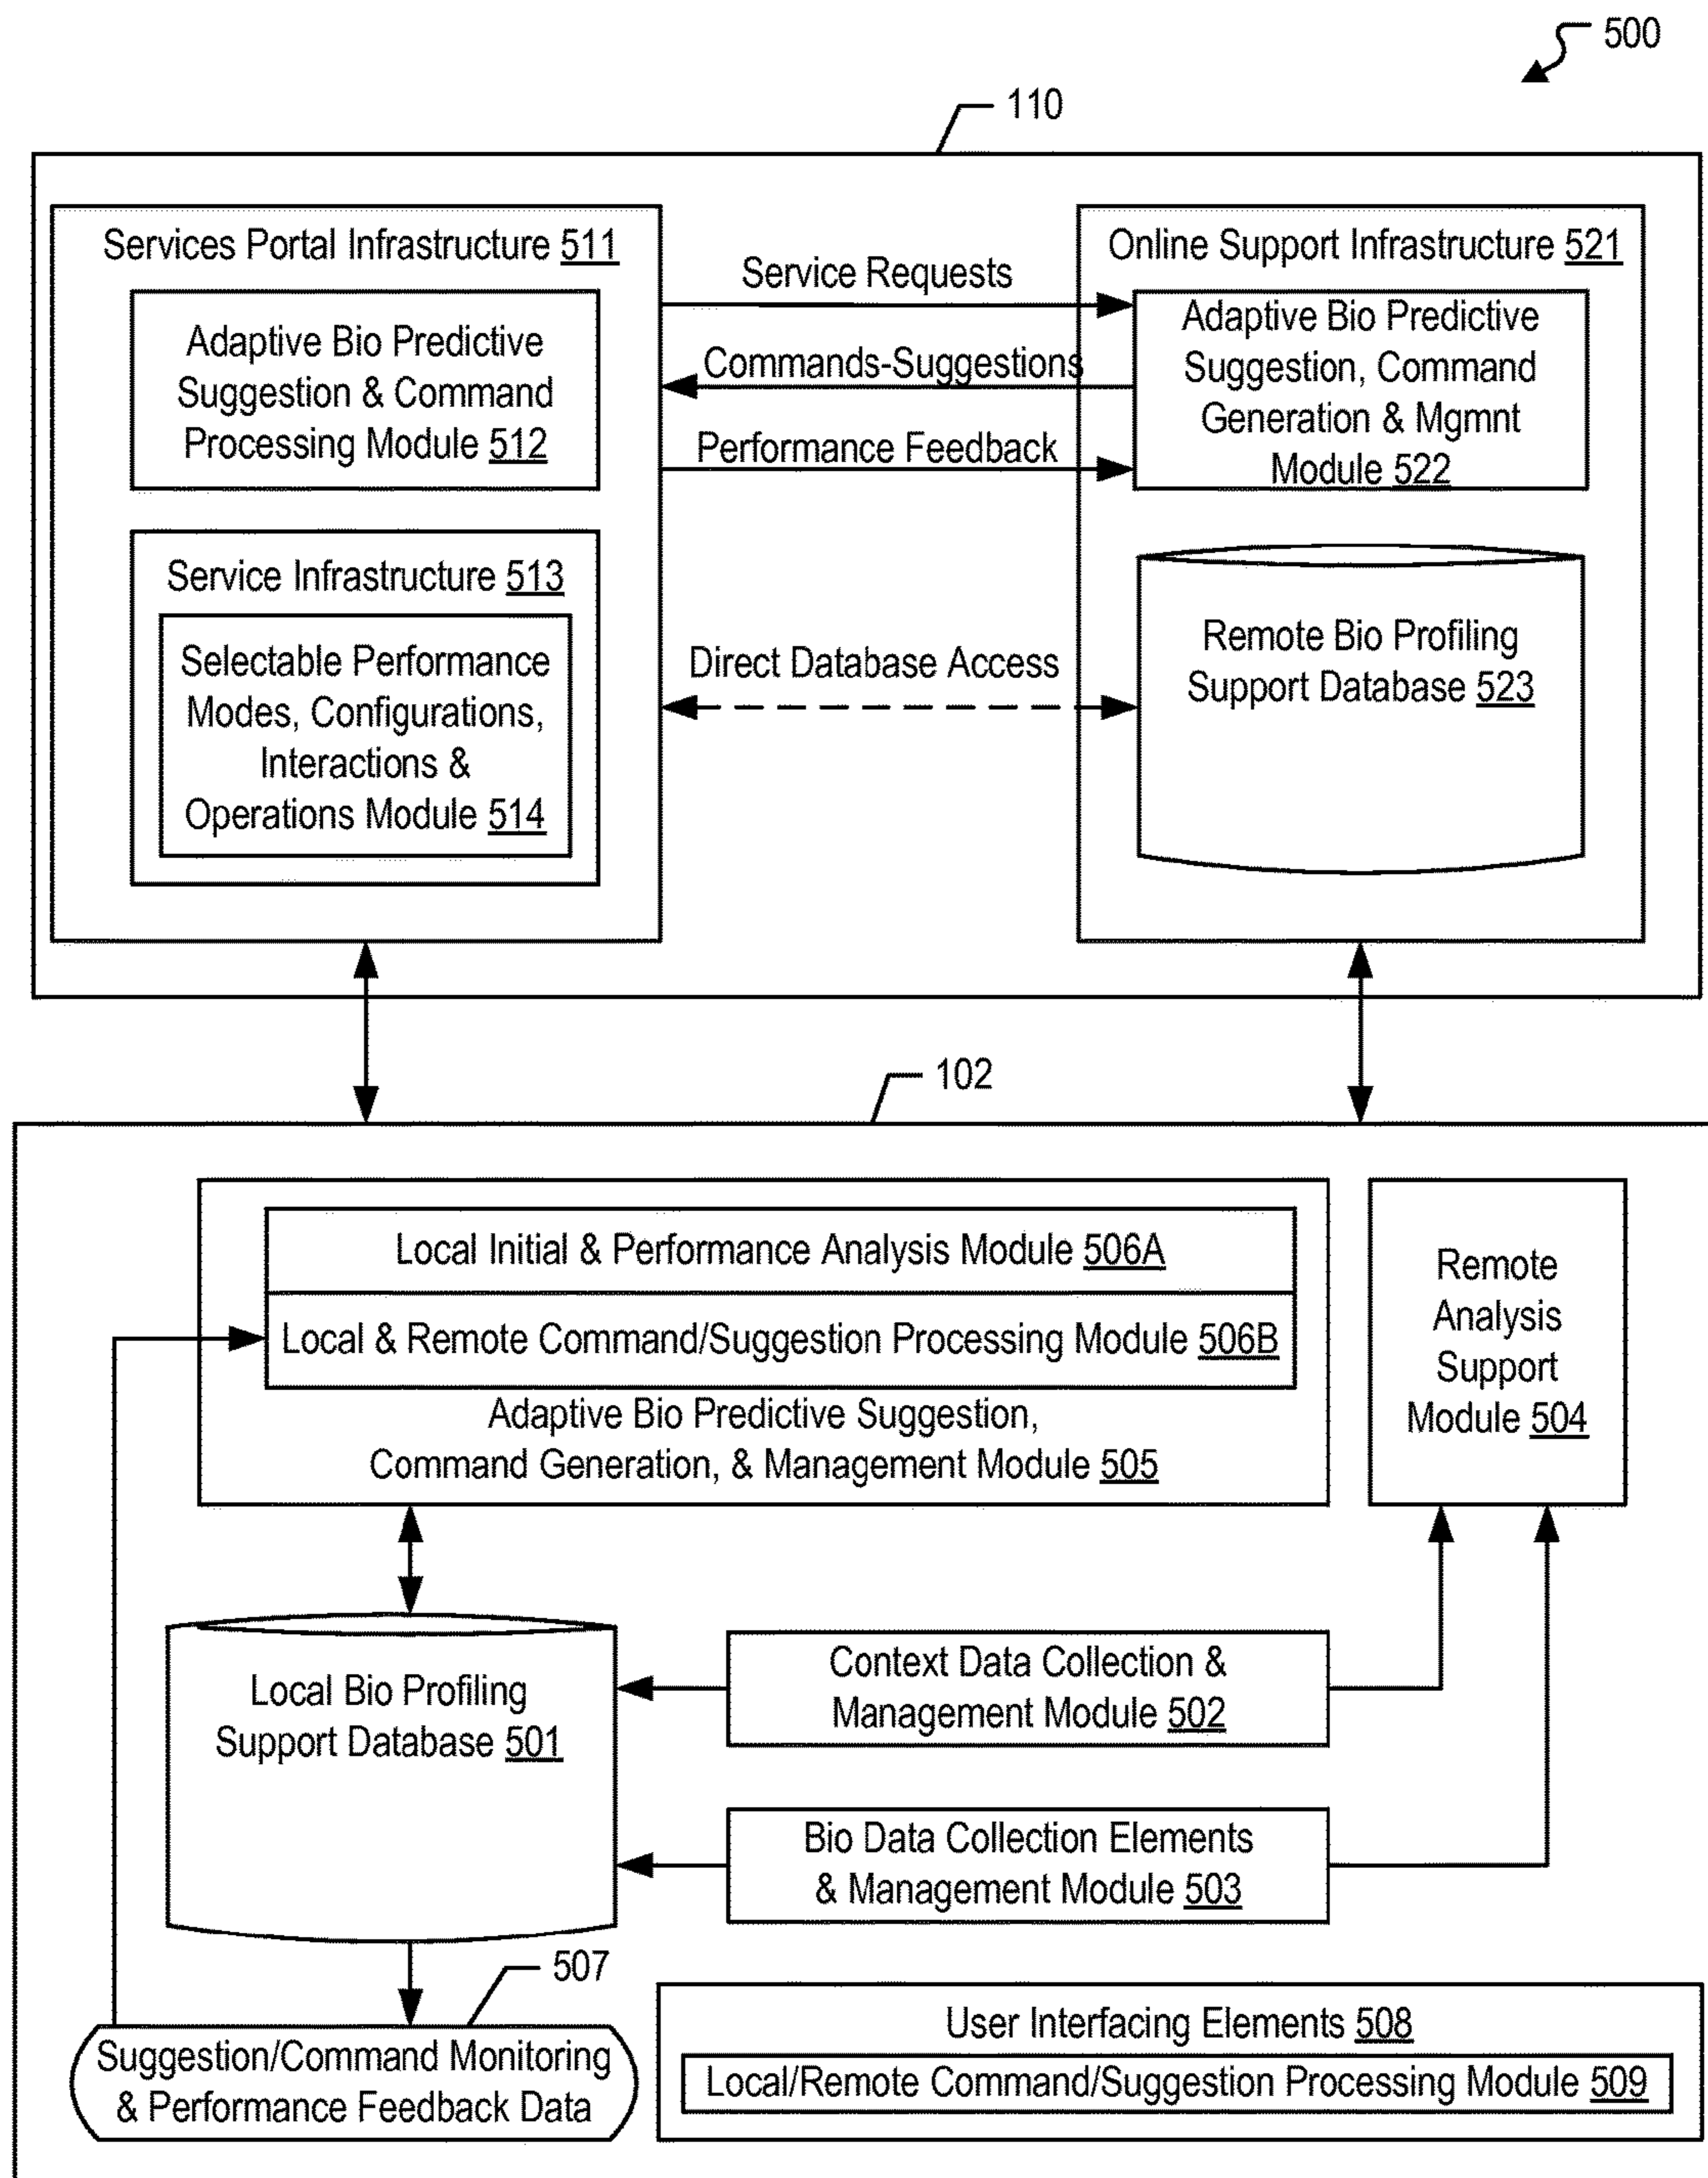 500
110
Services Portal Infrastructure 511
Adaptive Bio Predictive
Suggestion & Command
Processing Module 512
Service Infrastructure 513
Selectable Performance
Modes, Configurations,
Interactions &
Operations Module 514
Service Requests
Commands-Suggestions
Performance Feedback
Direct Database Access
Online Support Infrastructure 521
Adaptive Bio Predictive
Suggestion, Command
Generation & Mgmnt
Module 522
Remote Bio Profiling
Support Database 523
102
Local Initial & Performance Analysis Module 506A
Local & Remote Command/Suggestion Processing Module 506B
Adaptive Bio Predictive Suggestion,
Command Generation, & Management Module 505
Remote
Analysis
Support
Module 504
Local Bio Profiling
Support Database 501
Context Data Collection &
Management Module 502
Bio Data Collection Elements
& Management Module 503
507
Suggestion/Command Monitoring
& Performance Feedback Data
User Interfacing Elements 508
Local/Remote Command/Suggestion Processing Module 509